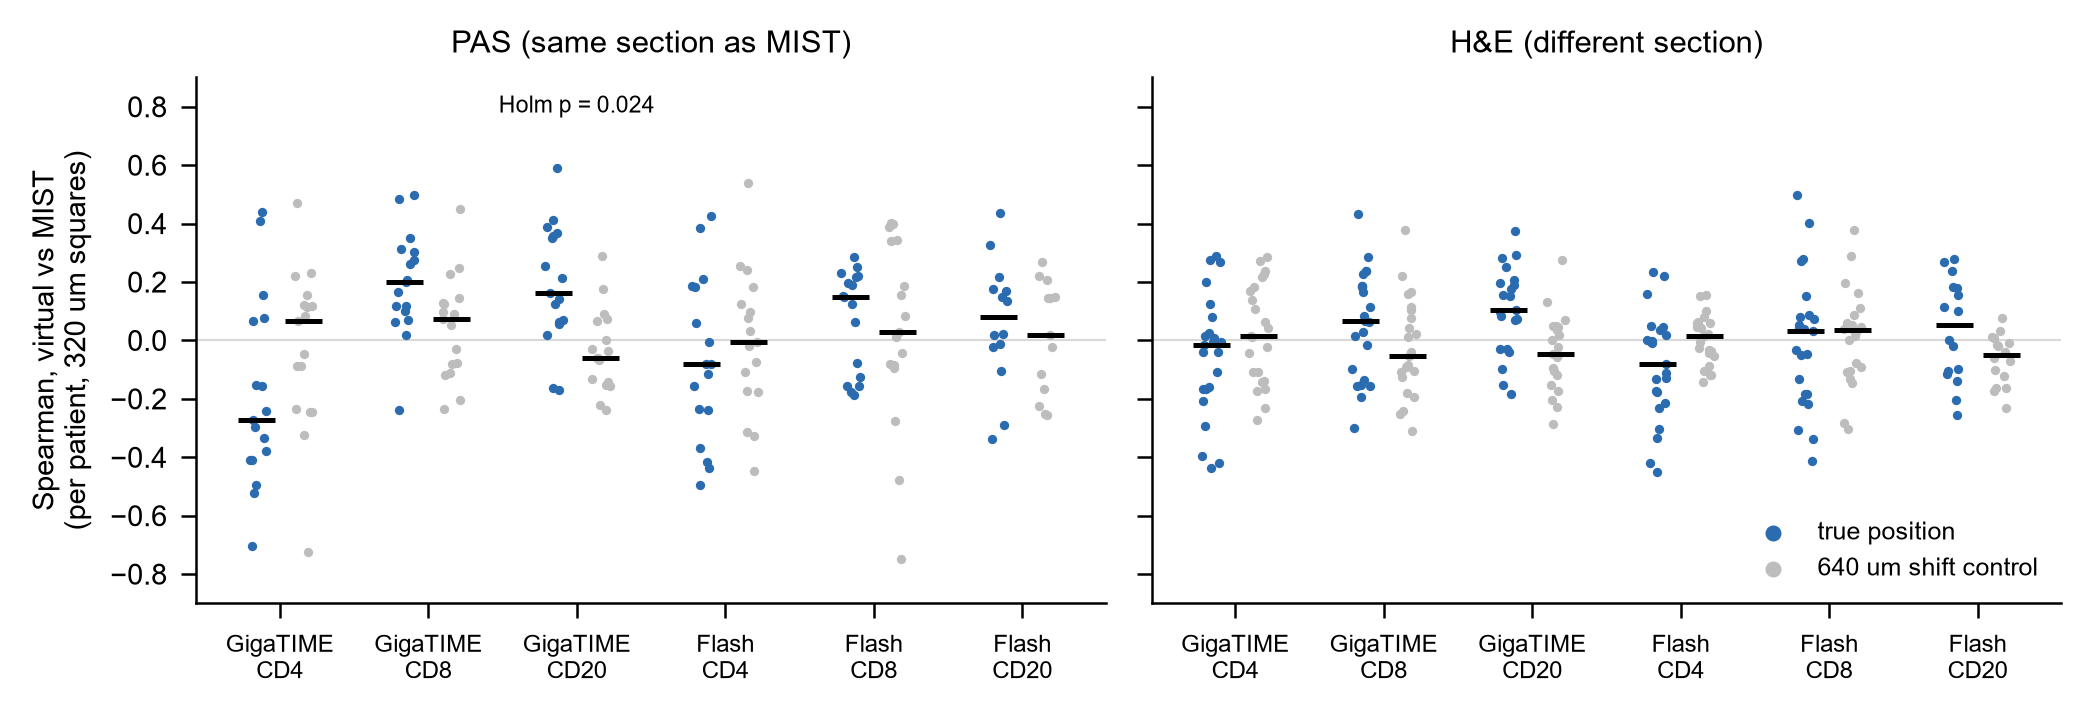 PAS (same section as MIST)
H&E (different section)
Holm p = 0.024
Spearman, virtual vs MIST
(per patient, 320 um squares)
0.8
0.6
0.4
0.2
0.0
−0.2
−0.4
−0.6
−0.8
GigaTIME
CD4
GigaTIME
CD8
GigaTIME
CD20
Flash
CD4
Flash
CD8
Flash
CD20
GigaTIME
CD4
GigaTIME
CD8
GigaTIME
CD20
Flash
CD4
Flash
CD8
Flash
CD20
true position
640 um shift control